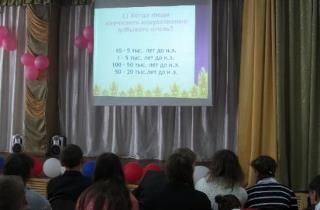 1) Когда люди
научились искусственно
добывать огонь?
10 - 5 тыс. лет до н.э.
1 - 5 тыс. лет до н.э.
100 - 50 тыс. лет до н.э.
50 - 20 тыс.лет до н.э.